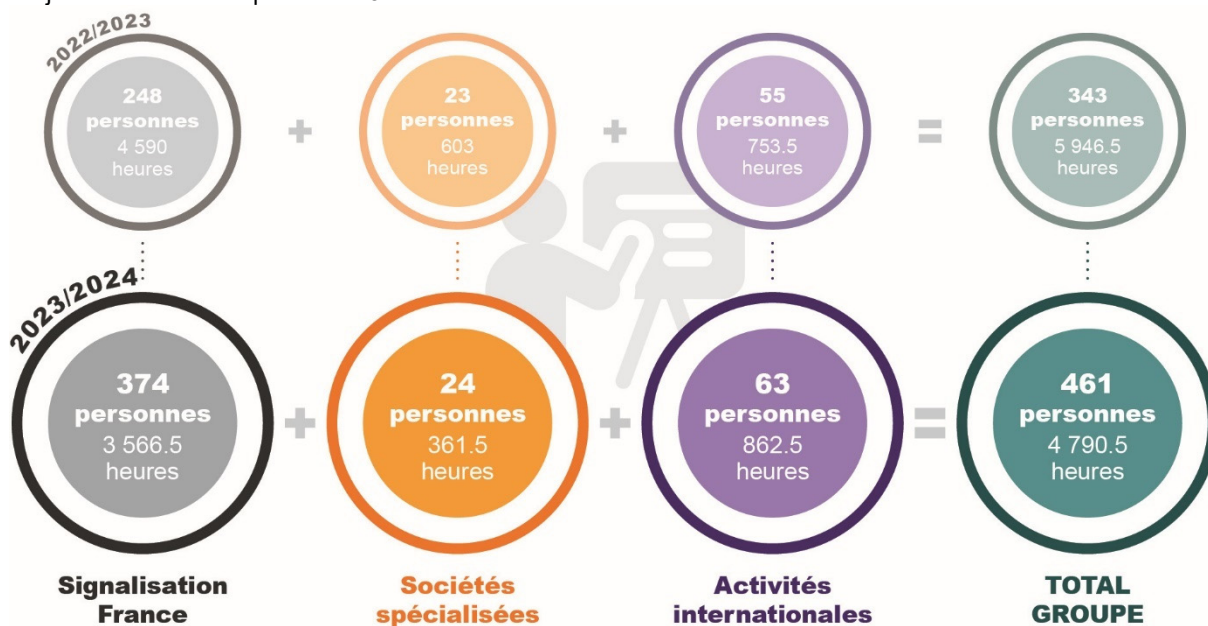 2022/2023
248
personnes
4 590
heures
+
23
personnes
603
heures
+
55
personnes
753.5
heures
=
343
personnes
5 946.5
heures
2023/2024
374
personnes
3 566.5
heures
+
24
personnes
361.5
heures
+
63
personnes
862.5
heures
=
461
personnes
4 790.5
heures
Signalisation
France
Sociétés
spécialisées
Activités
internationales
TOTAL
GROUPE